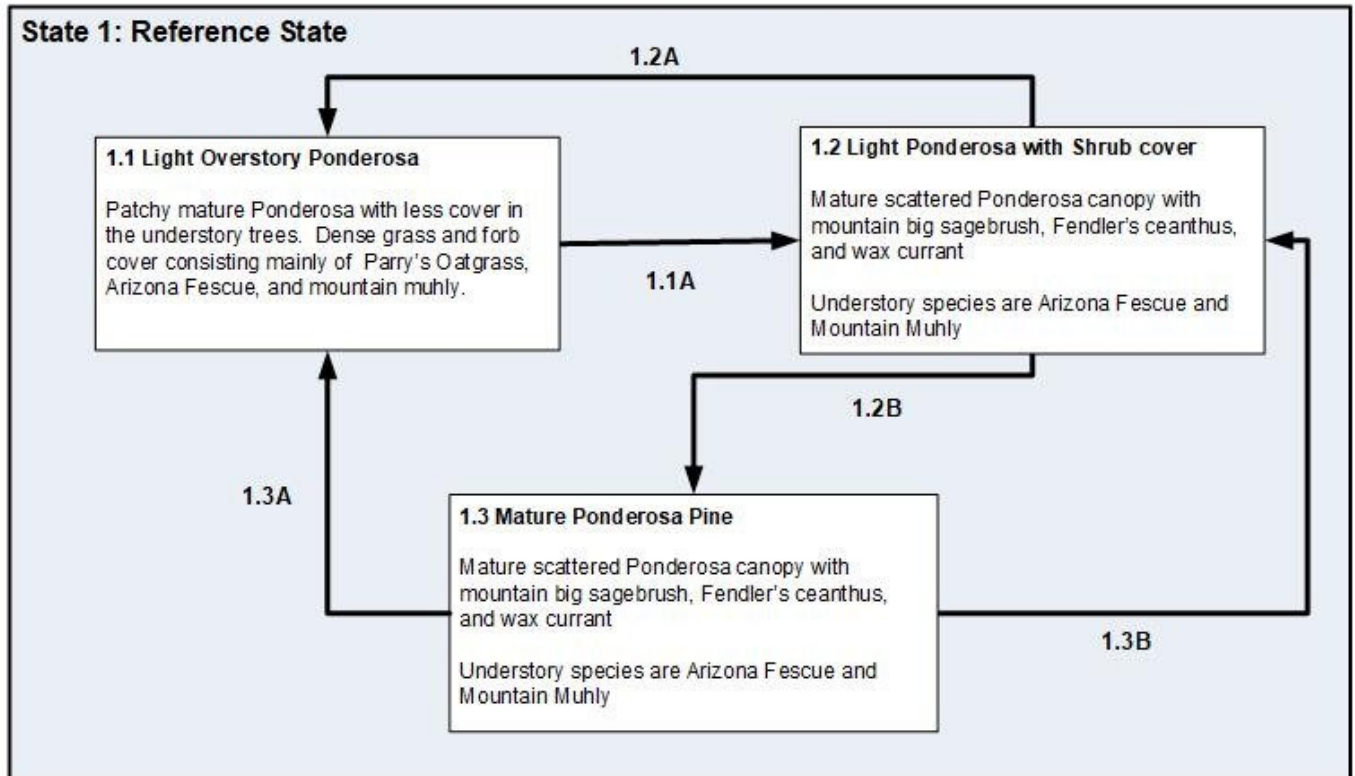 State 1: Reference State
1.2A
1.1 Light Overstory Ponderosa
Patchy mature Ponderosa with less cover in
the understory trees. Dense grass and forb
cover consisting mainly of Parry's Oatgrass,
Arizona Fescue, and mountain muhly.
1.1A
1.2 Light Ponderosa with Shrub cover
Mature scattered Ponderosa canopy with
mountain big sagebrush, Fendler's ceanthus,
and wax currant
Understory species are Arizona Fescue and
Mountain Muhly
1.2B
1.3A
1.3 Mature Ponderosa Pine
Mature scattered Ponderosa canopy with
mountain big sagebrush, Fendler's ceanthus,
and wax currant
Understory species are Arizona Fescue and
Mountain Muhly
1.3B